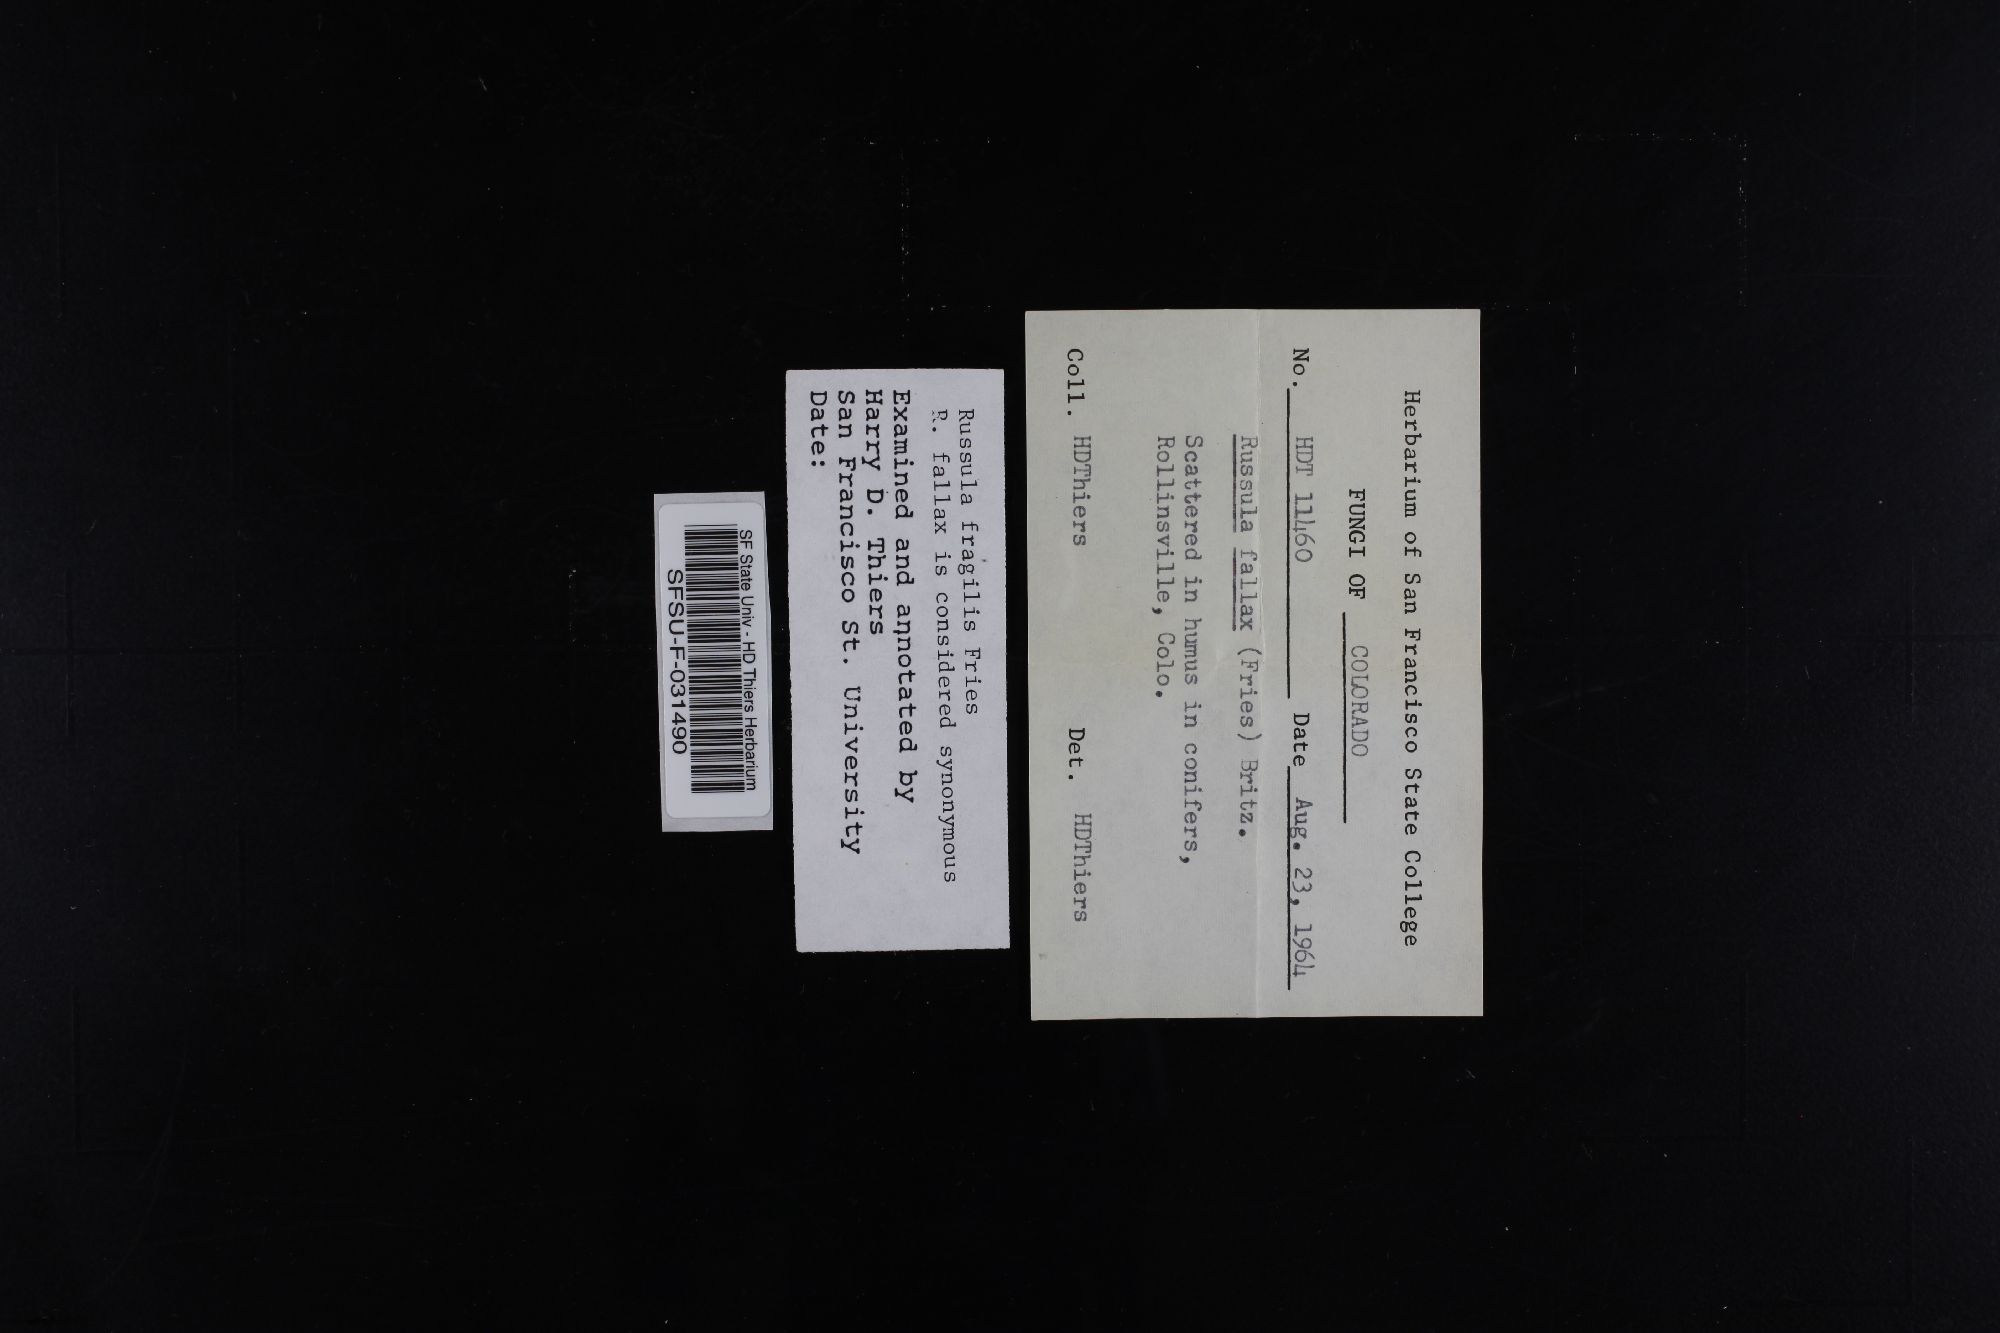 Herbarium of San Francisco State College
FUNGI OF COLORADO
No. HDT 11460 Date Aug. 23, 1964
Russula fallax (Fries) Britz.
Scattered in humus in conifers,
Rollinsville, Colo.
Coll. HDThiers Det. HDThiers
Russula fragilis Fries
R. fallax is considered synonymous
Examined and annotated by
Harry D. Thiers
San Francisco St. University
Date:
SF State Univ - HD Thiers Herbarium
SFSU-F-031490